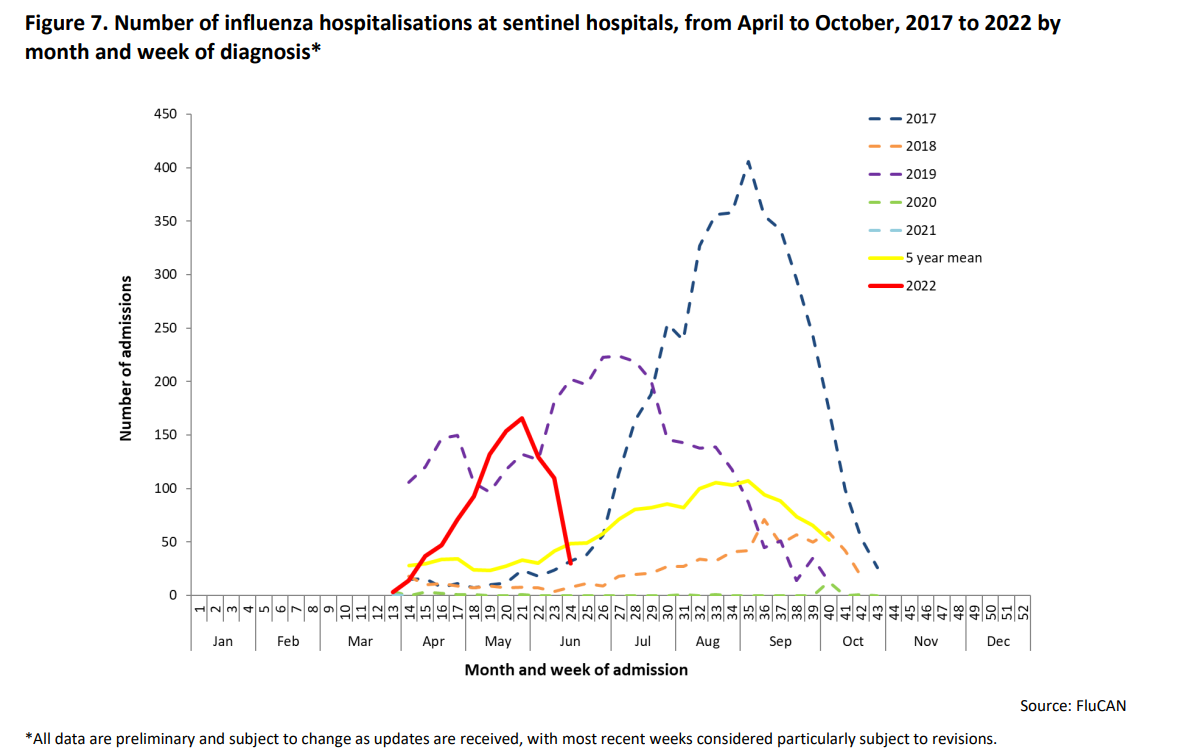 Figure 7. Number of influenza hospitalisations at sentinel hospitals, from April to October, 2017 to 2022 by
month and week of diagnosis*
Number of admissions
450
400
350
300
250
200
150
100
50
0
2017
2018
2019
2020
2021
5 year mean
2022
1 2 3 4 5 6 7 8 9 10 11 12 13 14 15 16 17 18 19 20 21 22 23 24 25 26 27 28 29 30 31 32 33 34 35 36 37 38 39 40 41 42 43 44 45 46 47 48 49 50 51 52
Jan Feb Mar Apr May Jun Jul Aug Sep Oct Nov Dec
Month and week of admission
Source: FluCAN
*All data are preliminary and subject to change as updates are received, with most recent weeks considered particularly subject to revisions.